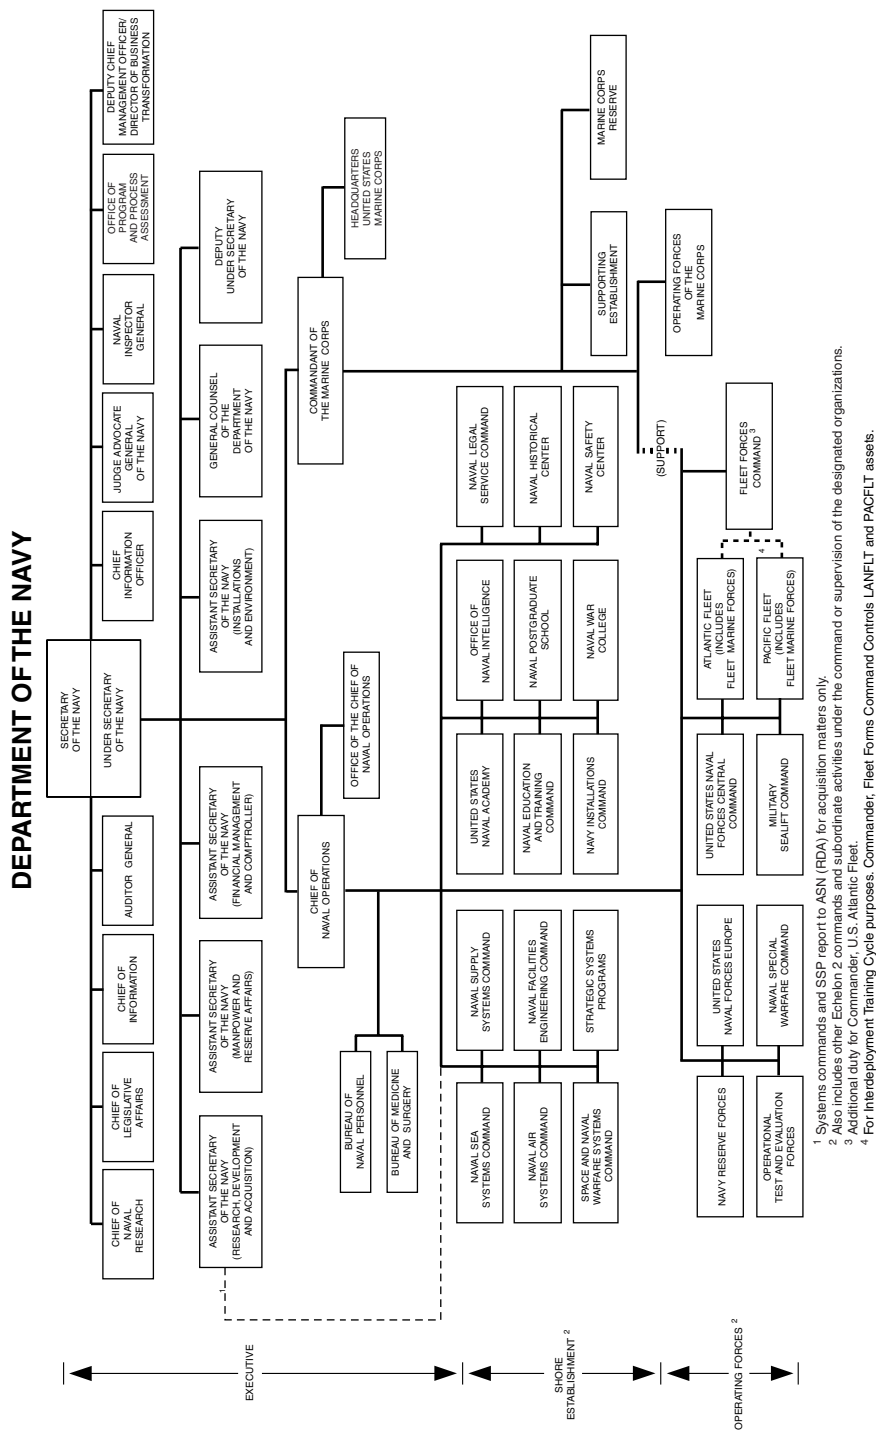 DEPARTMENT OF THE NAVY
SECRETARY
OF THE NAVY
UNDER SECRETARY
OF THE NAVY
CHIEF OF
NAVAL
RESEARCH
CHIEF OF
LEGISLATIVE
AFFAIRS
CHIEF OF
INFORMATION
AUDITOR GENERAL
CHIEF
INFORMATION
OFFICER
JUDGE ADVOCATE
GENERAL
OF THE NAVY
NAVAL
INSPECTOR
GENERAL
OFFICE OF
PROGRAM
AND PROCESS
ASSESSMENT
DEPUTY CHIEF
MANAGEMENT OFFICER/
DIRECTOR OF BUSINESS
TRANSFORMATION
ASSISTANT SECRETARY
OF THE NAVY
(RESEARCH, DEVELOPMENT
AND ACQUISITION)
ASSISTANT SECRETARY
OF THE NAVY
(MANPOWER AND
RESERVE AFFAIRS)
ASSISTANT SECRETARY
OF THE NAVY
(FINANCIAL MANAGEMENT
AND COMPTROLLER)
ASSISTANT SECRETARY
OF THE NAVY
(INSTALLATIONS
AND ENVIRONMENT)
GENERAL COUNSEL
OF THE
DEPARTMENT
OF THE NAVY
DEPUTY
UNDER SECRETARY
OF THE NAVY
1
EXECUTIVE
CHIEF OF
NAVAL OPERATIONS
OFFICE OF THE CHIEF OF
NAVAL OPERATIONS
COMMANDANT OF
THE MARINE CORPS
HEADQUARTERS
UNITED STATES
MARINE CORPS
BUREAU OF
NAVAL PERSONNEL
BUREAU OF MEDICINE
AND SURGERY
SHORE
ESTABLISHMENT 2
NAVAL SEA
SYSTEMS COMMAND
NAVAL SUPPLY
SYSTEMS COMMAND
UNITED STATES
NAVAL ACADEMY
OFFICE OF
NAVAL INTELLIGENCE
NAVAL LEGAL
SERVICE COMMAND
NAVAL AIR
SYSTEMS COMMAND
NAVAL FACILITIES
ENGINEERING COMMAND
NAVAL EDUCATION
AND TRAINING
COMMAND
NAVAL POSTGRADUATE
SCHOOL
NAVAL HISTORICAL
CENTER
SPACE AND NAVAL
WARFARE SYSTEMS
COMMAND
STRATEGIC SYSTEMS
PROGRAMS
NAVY INSTALLATIONS
COMMAND
NAVAL WAR
COLLEGE
NAVAL SAFETY
CENTER
SUPPORTING
ESTABLISHMENT
MARINE CORPS
RESERVE
(SUPPORT)
OPERATING FORCES
OF THE
MARINE CORPS
OPERATING FORCES 2
NAVY RESERVE FORCES
UNITED STATES
NAVAL FORCES EUROPE
UNITED STATES NAVAL
FORCES CENTRAL
COMMAND
ATLANTIC FLEET
(INCLUDES
FLEET MARINE FORCES)
FLEET FORCES
COMMAND 3
OPERATIONAL
TEST AND EVALUATION
FORCES
NAVAL SPECIAL
WARFARE COMMAND
MILITARY
SEALIFT COMMAND
PACIFIC FLEET
(INCLUDES
FLEET MARINE FORCES)
4
1 Systems commands and SSP report to ASN (RDA) for acquisition matters only.
2 Also includes other Echelon 2 commands and subordinate activities under the command or supervision of the designated organizations.
3 Additional duty for Commander, U.S. Atlantic Fleet.
4 For Interdeployment Training Cycle purposes. Commander, Fleet Forms Command Controls LANFLT and PACFLT assets.